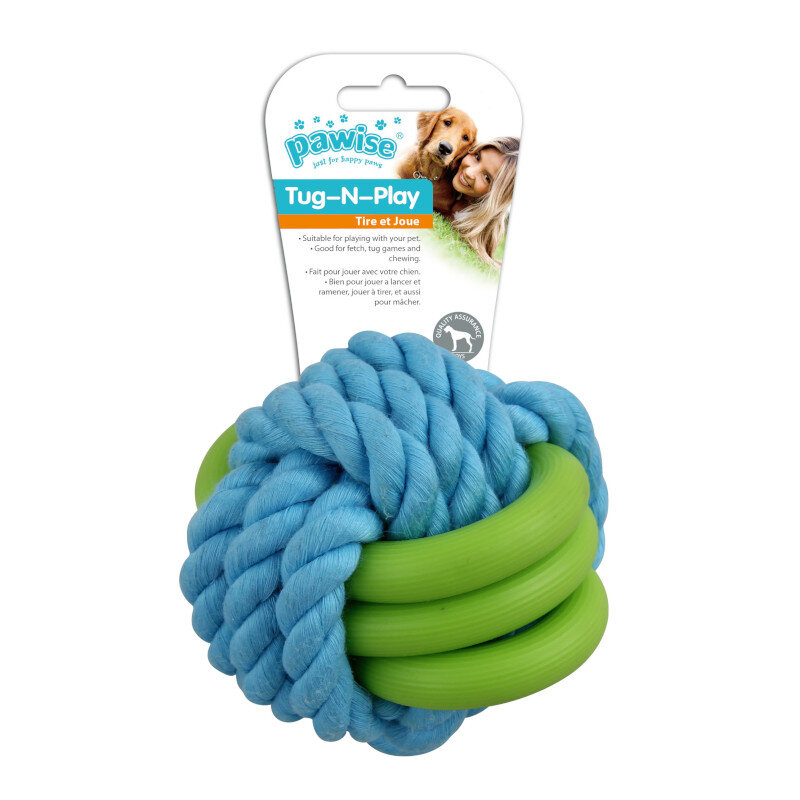 pawise®
just for happy paws
Tug-N-Play
Tire et Joue
• Suitable for playing with your pet.
• Good for fetch, tug games and
chewing.
• Fait pour jouer avec votre chien.
• Bien pour jouer a lancer et
ramener, jouer à tirer, et aussi
pour mâcher.
QUALITY ASSURANCE